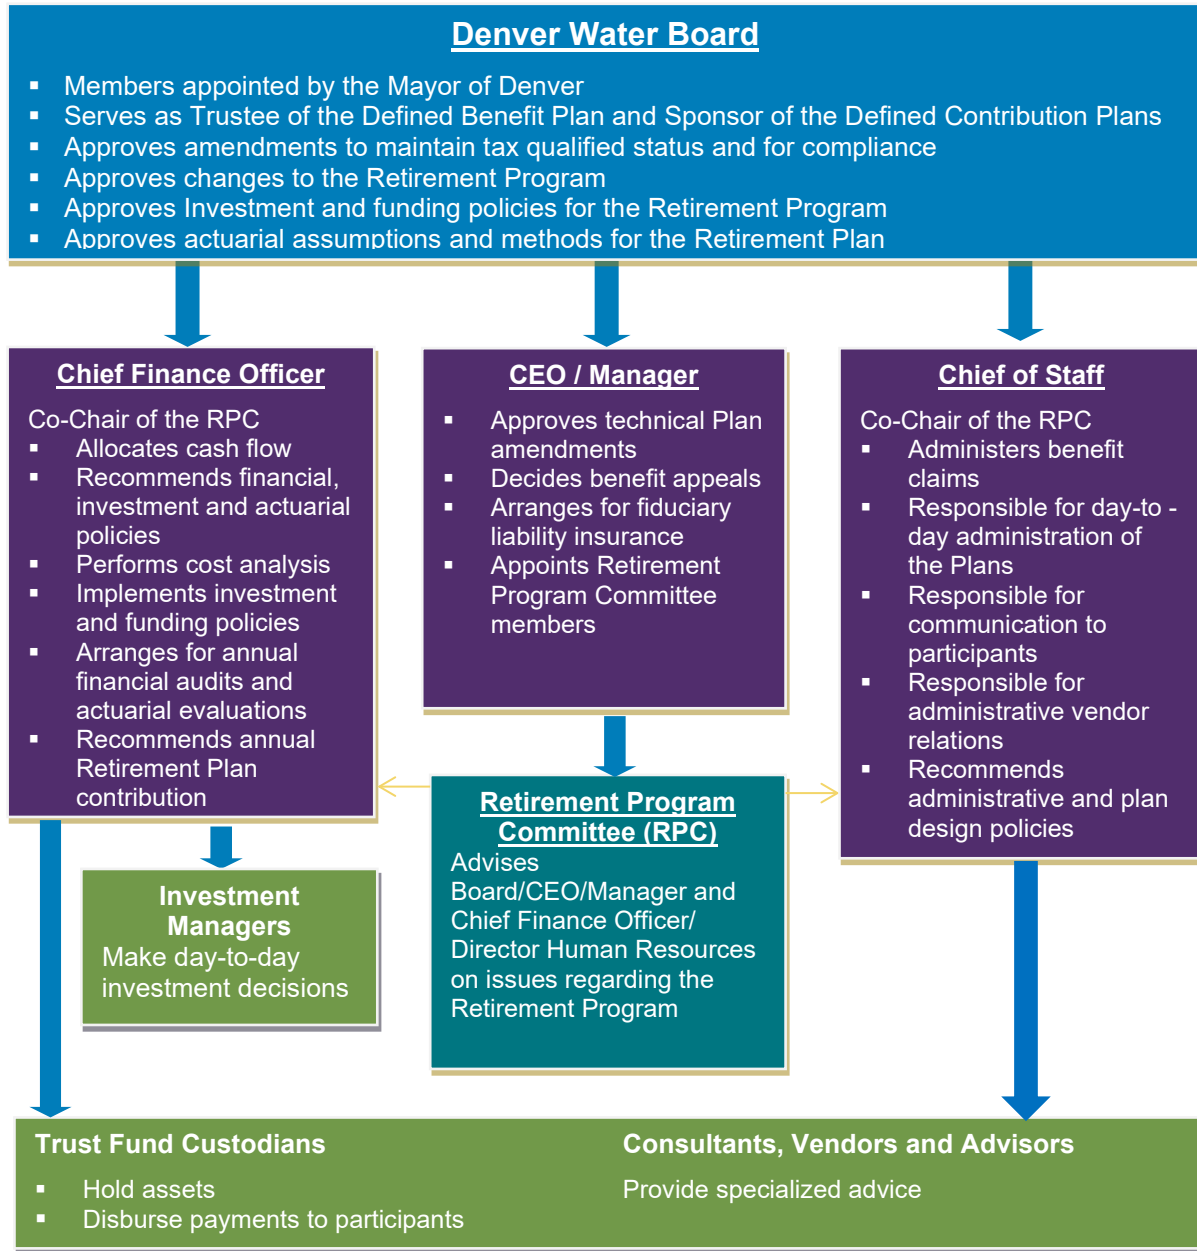 Denver Water Board
▪ Members appointed by the Mayor of Denver
▪ Serves as Trustee of the Defined Benefit Plan and Sponsor of the Defined Contribution Plans
▪ Approves amendments to maintain tax qualified status and for compliance
▪ Approves changes to the Retirement Program
▪ Approves Investment and funding policies for the Retirement Program
▪ Approves actuarial assumptions and methods for the Retirement Plan
Chief Finance Officer
Co-Chair of the RPC
▪ Allocates cash flow
▪ Recommends financial,
investment and actuarial
policies
▪ Performs cost analysis
▪ Implements investment
and funding policies
▪ Arranges for annual
financial audits and
actuarial evaluations
▪ Recommends annual
Retirement Plan
contribution
CEO / Manager
▪ Approves technical Plan
amendments
▪ Decides benefit appeals
▪ Arranges for fiduciary
liability insurance
▪ Appoints Retirement
Program Committee
members
Chief of Staff
Co-Chair of the RPC
▪ Administers benefit
claims
▪ Responsible for day-to -
day administration of
the Plans
▪ Responsible for
communication to
participants
▪ Responsible for
administrative vendor
relations
▪ Recommends
administrative and plan
design policies
Investment
Managers
Make day-to-day
investment decisions
Retirement Program
Committee (RPC)
Advises
Board/CEO/Manager and
Chief Finance Officer/
Director Human Resources
on issues regarding the
Retirement Program
Trust Fund Custodians
▪ Hold assets
▪ Disburse payments to participants
Consultants, Vendors and Advisors
Provide specialized advice